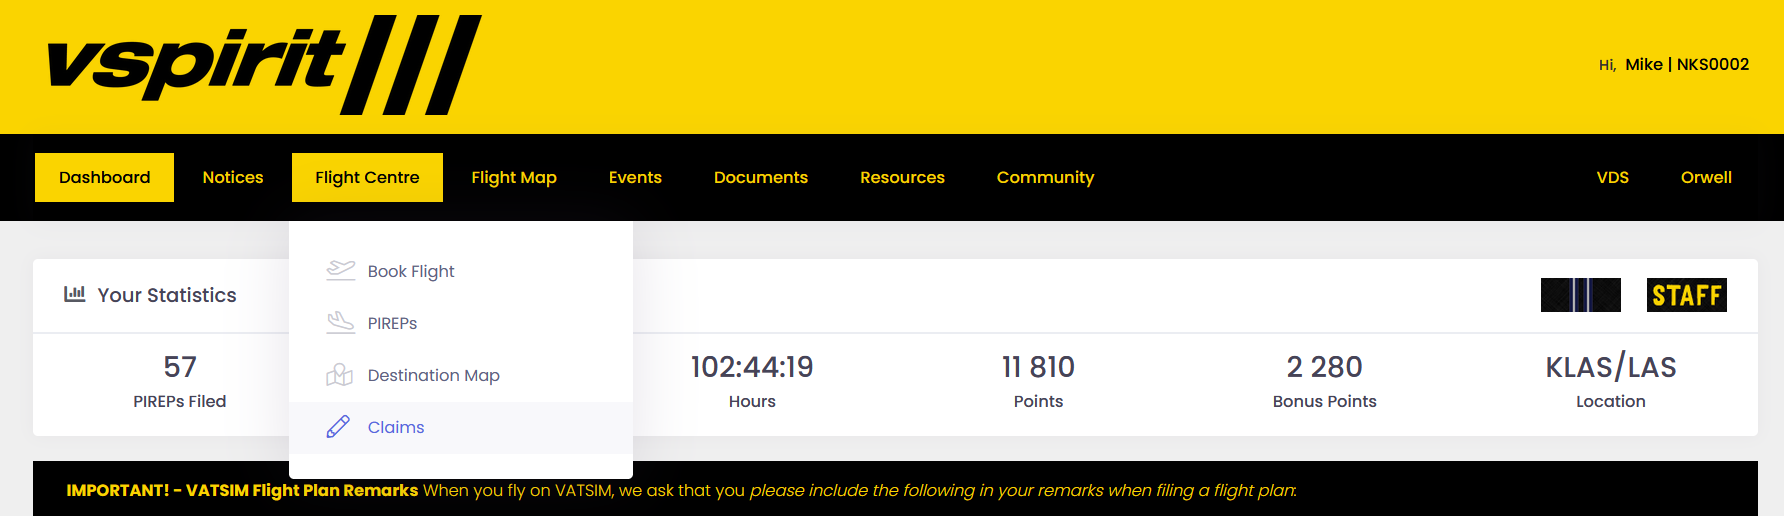 vspirit
Hi, Mike | NKS0002
Dashboard Notices Flight Centre Flight Map Events Documents Resources Community VDS Orwell
Book Flight
PIREPs
Destination Map
Claims
Your Statistics STAFF
57 102:44:19 11 810 2 280 KLAS/LAS
PIREPs Filed Hours Points Bonus Points Location
IMPORTANT! - VATSIM Flight Plan Remarks When you fly on VATSIM, we ask that you please include the following in your remarks when filing a flight plan: